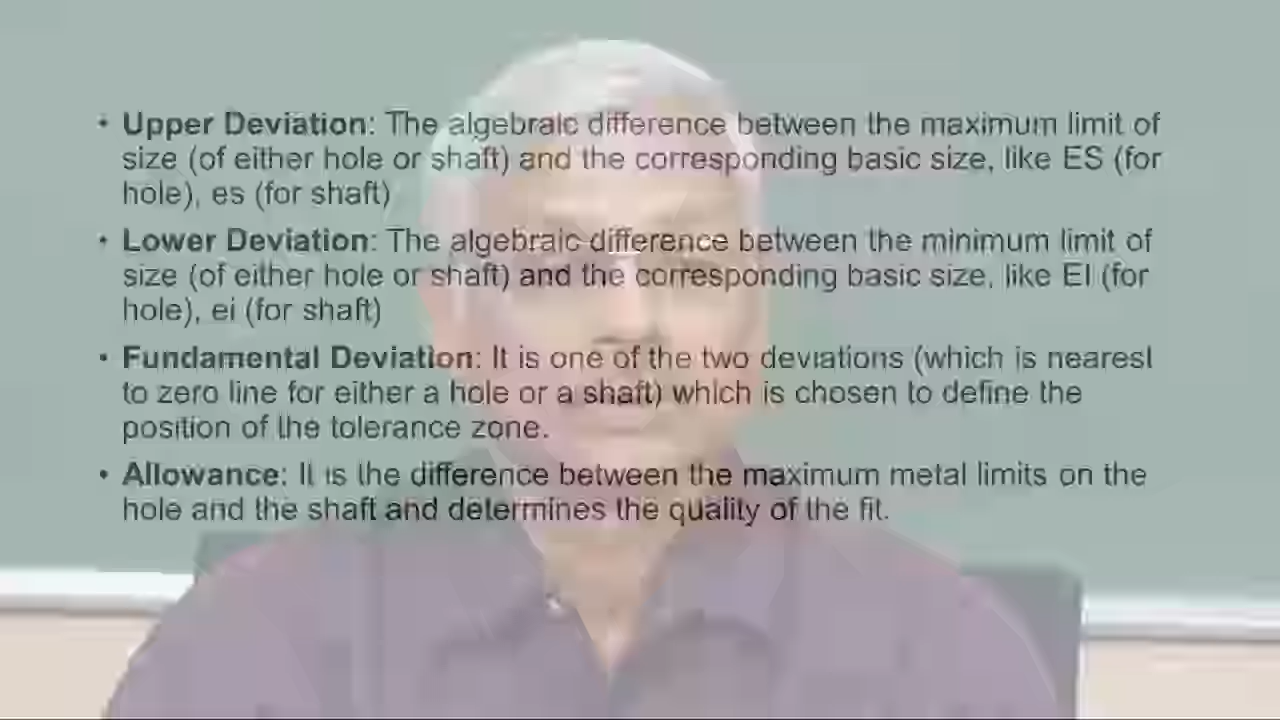 • Upper Deviation: The algebraic difference between the maximum limit of
size (of either hole or shaft) and the corresponding basic size, like ES (for
hole), es (for shaft)
• Lower Deviation: The algebraic difference between the minimum limit of
size (of either hole or shaft) and the corresponding basic size, like EI (for
hole), ei (for shaft)
• Fundamental Deviation: It is one of the two deviations (which is nearest
to zero line for either a hole or a shaft) which is chosen to define the
position of the tolerance zone.
• Allowance: It is the difference between the maximum metal limits on the
hole and the shaft and determines the quality of the fit.